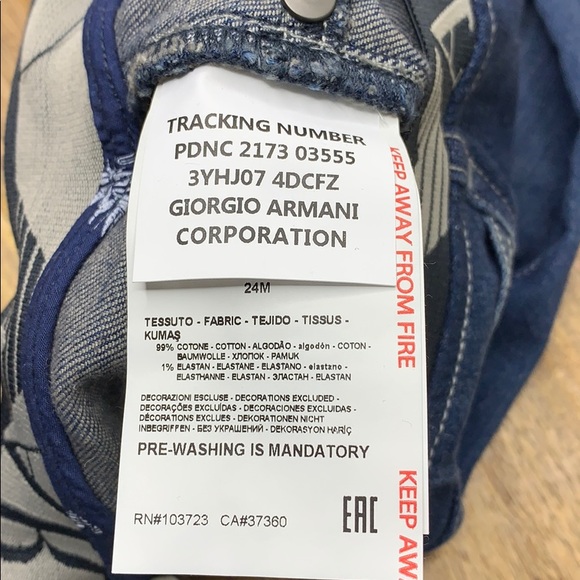 TRACKING NUMBER
PDNC 2173 03555
3YHJ07 4DCFZ
GIORGIO ARMANI
CORPORATION
24M
TESSUTO - FABRIC - TEJIDO - TISSUS -
KUMAŞ
99% COTONE - COTTON - ALGODÃO - algodón - COTON -
BAUMWOLLE - ХЛОПОК - PAMUK
1% ELASTAN - ELASTANE - ELASTANO - elastano -
ELASTHANNE - ELASTAN - ЭЛАСТАН - ELASTAN
DECORAZIONI ESCLUSE - DECORATIONS EXCLUDED -
DECORAÇÕES EXCLUÍDAS - DECORACIONES EXCLUIDAS -
DÉCORATIONS EXCLUES - DEKORATIONEN NICHT
INBEGRIFFEN - БЕЗ УКРАШЕНИЙ - DEKORASYON HARİÇ
PRE-WASHING IS MANDATORY
RN#103723 CA#37360
EAC
KEEP AWAY FROM FIRE
KEEP AW